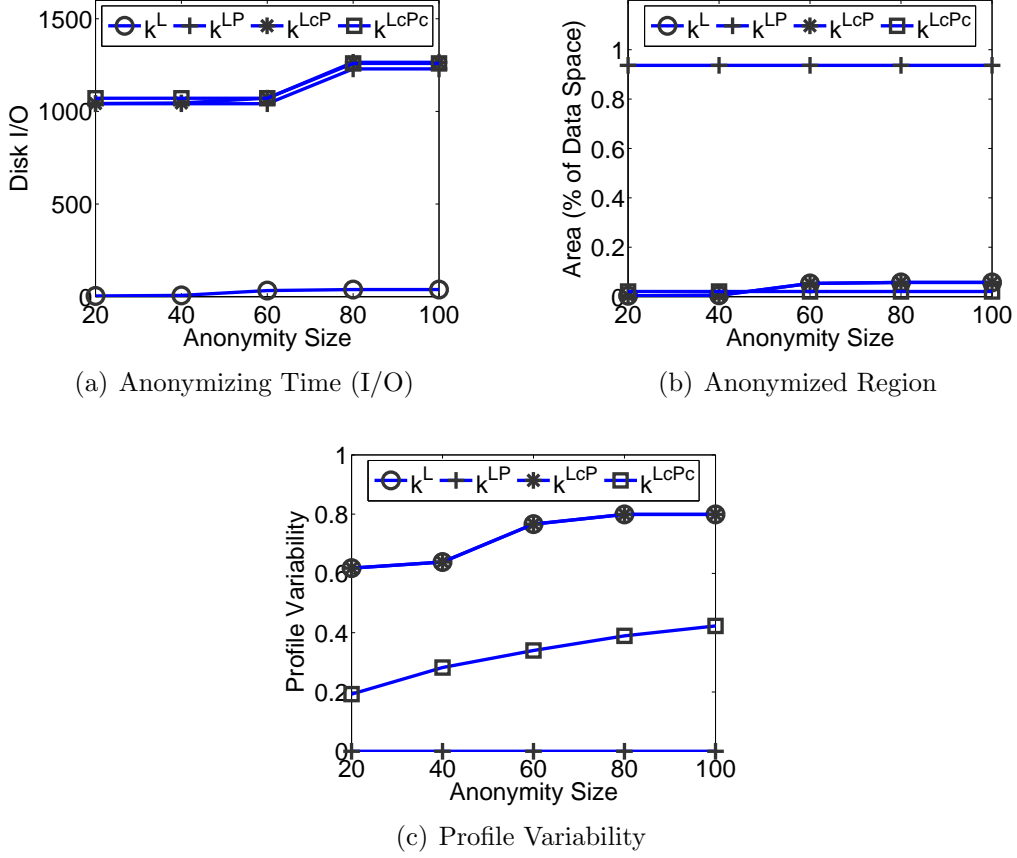 k^L k^LP k^LcP k^LcPc
1500
1000
500
0
Disk I/O
20 40 60 80 100
Anonymity Size
(a) Anonymizing Time (I/O)
k^L k^LP k^LcP k^LcPc
1
0.8
0.6
0.4
0.2
0
Area (% of Data Space)
20 40 60 80 100
Anonymity Size
(b) Anonymized Region
1
k^L k^LP k^LcP k^LcPc
0.8
0.6
0.4
0.2
0
Profile Variability
20 40 60 80 100
Anonymity Size
(c) Profile Variability